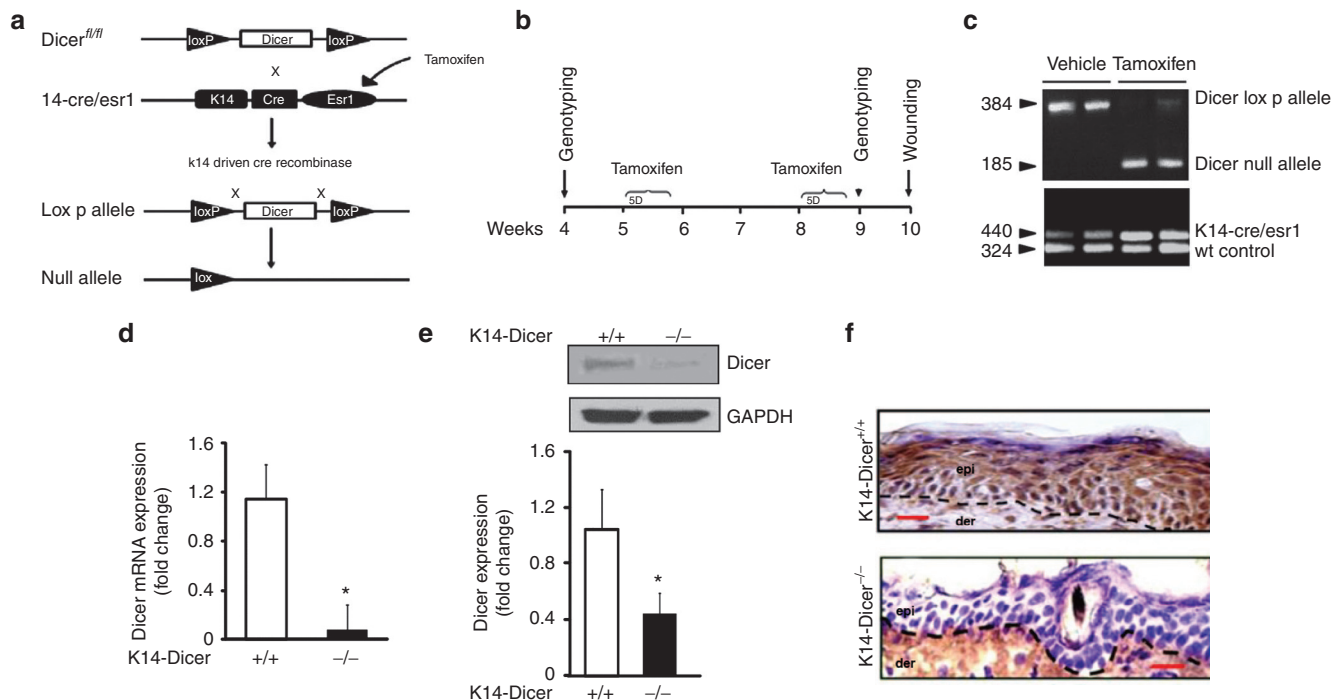 a
Dicer^fl/fl
loxP Dicer loxP
X
Tamoxifen
14-cre/esr1
K14 Cre Esr1
k14 driven cre recombinase
X X
Lox p allele
loxP Dicer loxP
Null allele
lox
b
Genotyping
Genotyping
Wounding
Tamoxifen
Tamoxifen
5D
5D
Weeks 4 5 6 7 8 9 10
c
Vehicle Tamoxifen
384 Dicer lox p allele
185 Dicer null allele
440 K14-cre/esr1
324 wt control
d
Dicer mRNA expression
(fold change)
1.6
1.2
0.8
0.4
0
*
K14-Dicer +/+ −/−
e
K14-Dicer +/+ −/−
Dicer
GAPDH
Dicer expression
(fold change)
1.6
1.2
0.8
0.4
0
*
K14-Dicer +/+ −/−
f
K14-Dicer+/+
epi
der
K14-Dicer−/−
epi
der